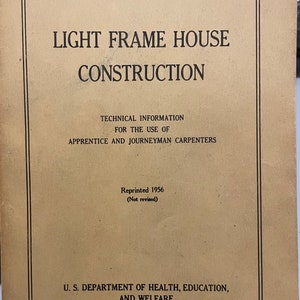 LIGHT FRAME HOUSE
CONSTRUCTION
TECHNICAL INFORMATION
FOR THE USE OF
APPRENTICE AND JOURNEYMAN CARPENTERS
Reprinted 1956
(Not revised)
U. S. DEPARTMENT OF HEALTH, EDUCATION,
AND WELFARE